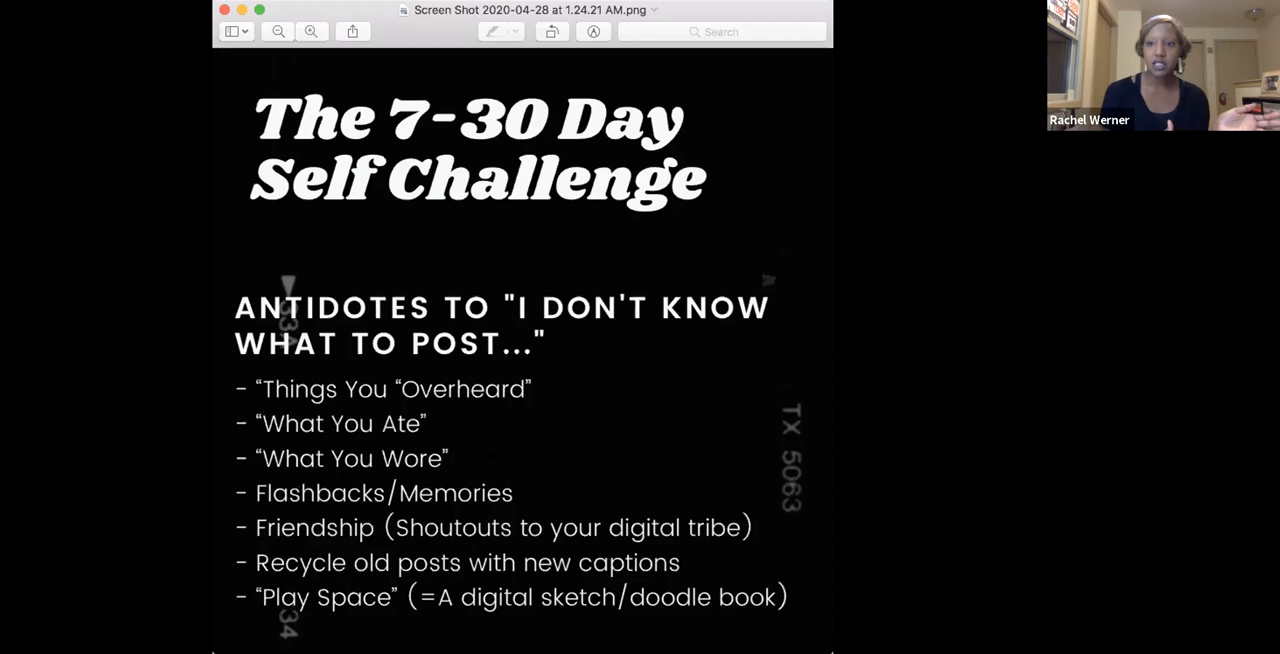 Screen Shot 2020-04-28 at 1.24.21 AM.png
Search
The 7-30 Day
Self Challenge
ANTIDOTES TO "I DON'T KNOW
WHAT TO POST..."
- “Things You “Overheard”
- “What You Ate”
- “What You Wore”
- Flashbacks/Memories
- Friendship (Shoutouts to your digital tribe)
- Recycle old posts with new captions
- “Play Space” (=A digital sketch/doodle book)
TX 5063
34
Rachel Werner